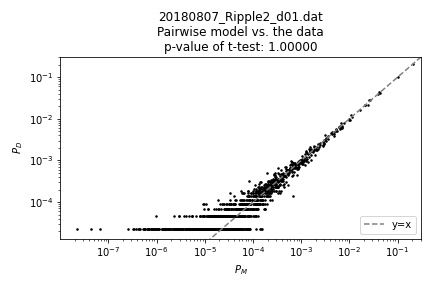 20180807_Ripple2_d01.dat
Pairwise model vs. the data
p-value of t-test: 1.00000
10⁻¹
10⁻²
10⁻³
10⁻⁴
P_D
y=x
10⁻⁷ 10⁻⁶ 10⁻⁵ 10⁻⁴ 10⁻³ 10⁻² 10⁻¹
P_M